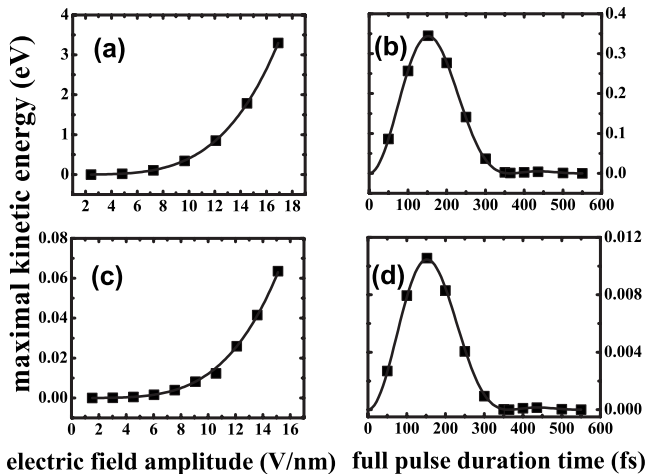 maximal kinetic energy (eV)
(a)
4
3
2
1
0
2 4 6 8 10 12 14 16 18
(b)
0.4
0.3
0.2
0.1
0.0
0 100 200 300 400 500 600
(c)
0.08
0.06
0.04
0.02
0.00
0 2 4 6 8 10 12 14 16
(d)
0.012
0.008
0.004
0.000
0 100 200 300 400 500 600
electric field amplitude (V/nm)
full pulse duration time (fs)